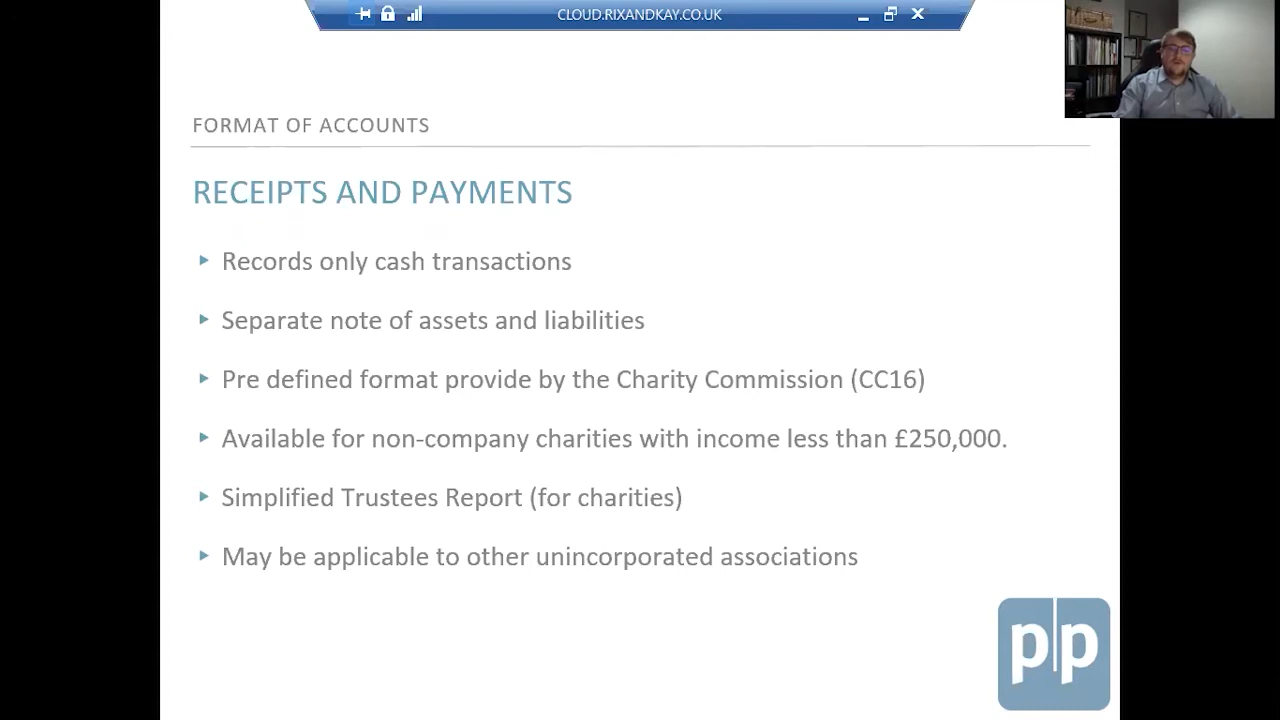 CLOUD.RIXANDKAY.CO.UK
FORMAT OF ACCOUNTS
RECEIPTS AND PAYMENTS
Records only cash transactions
Separate note of assets and liabilities
Pre defined format provide by the Charity Commission (CC16)
Available for non-company charities with income less than £250,000.
Simplified Trustees Report (for charities)
May be applicable to other unincorporated associations
p|p